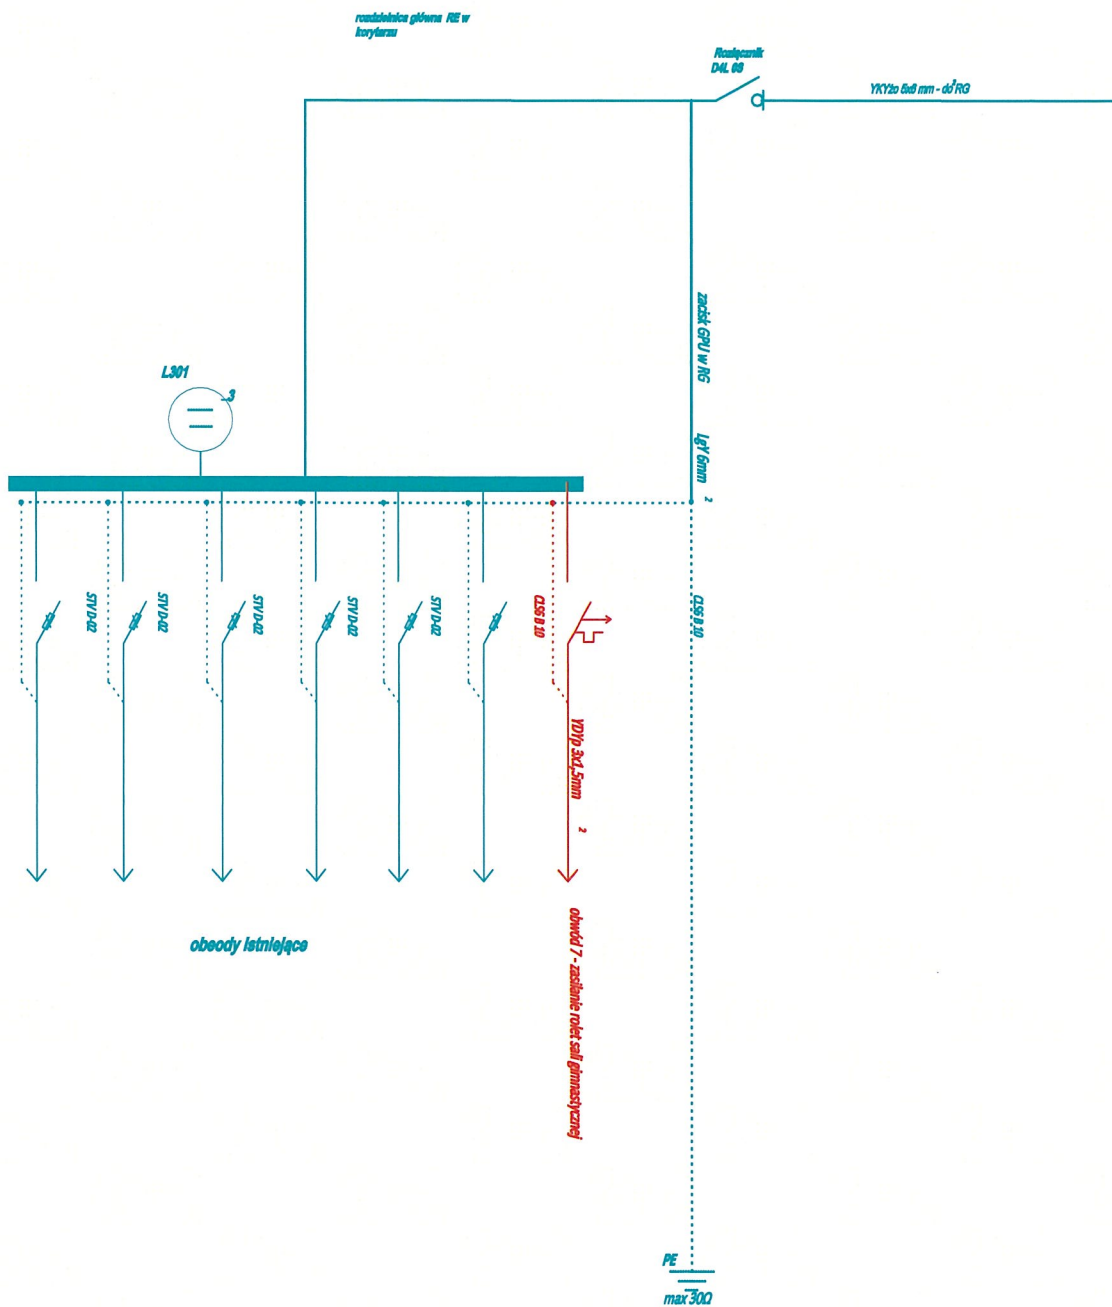 rozdzielnica główna RE w
korytarzu
Rozłącznik
D4L 63
YKYżo 5x6 mm - do RG
2
zacisk GPU w RG
LgY 6mm
2
L301
3
STV D-02
STV D-02
STV D-02
STV D-02
STV D-02
CLS6 B 10
CLS6 B 10
YDYp 3x1,5mm
2
obwód 7 - zasilanie rolet sali gimnastycznej
obeody istniejące
PE
max 30Ω